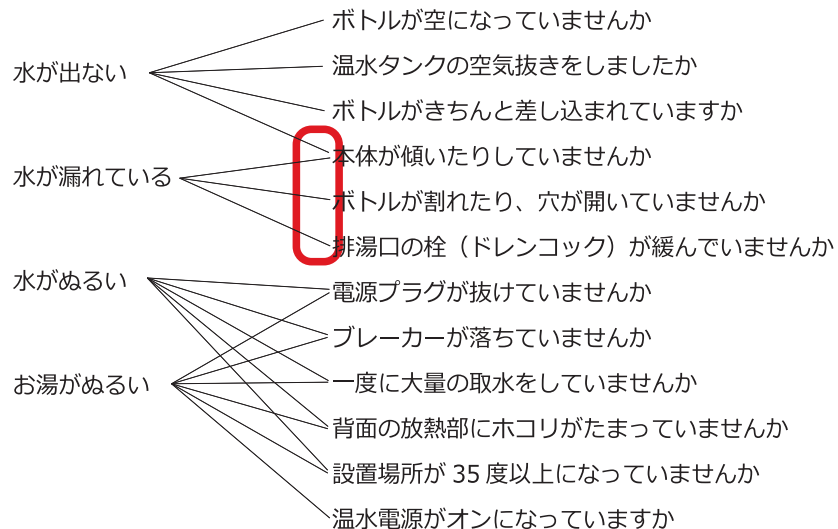 水が出ない
水が漏れている
水がぬるい
お湯がぬるい
ボトルが空になっていませんか
温水タンクの空気抜きをしましたか
ボトルがきちんと差し込まれていますか
本体が傾いたりしていませんか
ボトルが割れたり、穴が開いていませんか
排湯口の栓（ドレンコック）が緩んでいませんか
電源プラグが抜けていませんか
ブレーカーが落ちていませんか
一度に大量の取水をしていませんか
背面の放熱部にホコリがたまっていませんか
設置場所が 35 度以上になっていませんか
温水電源がオンになっていますか